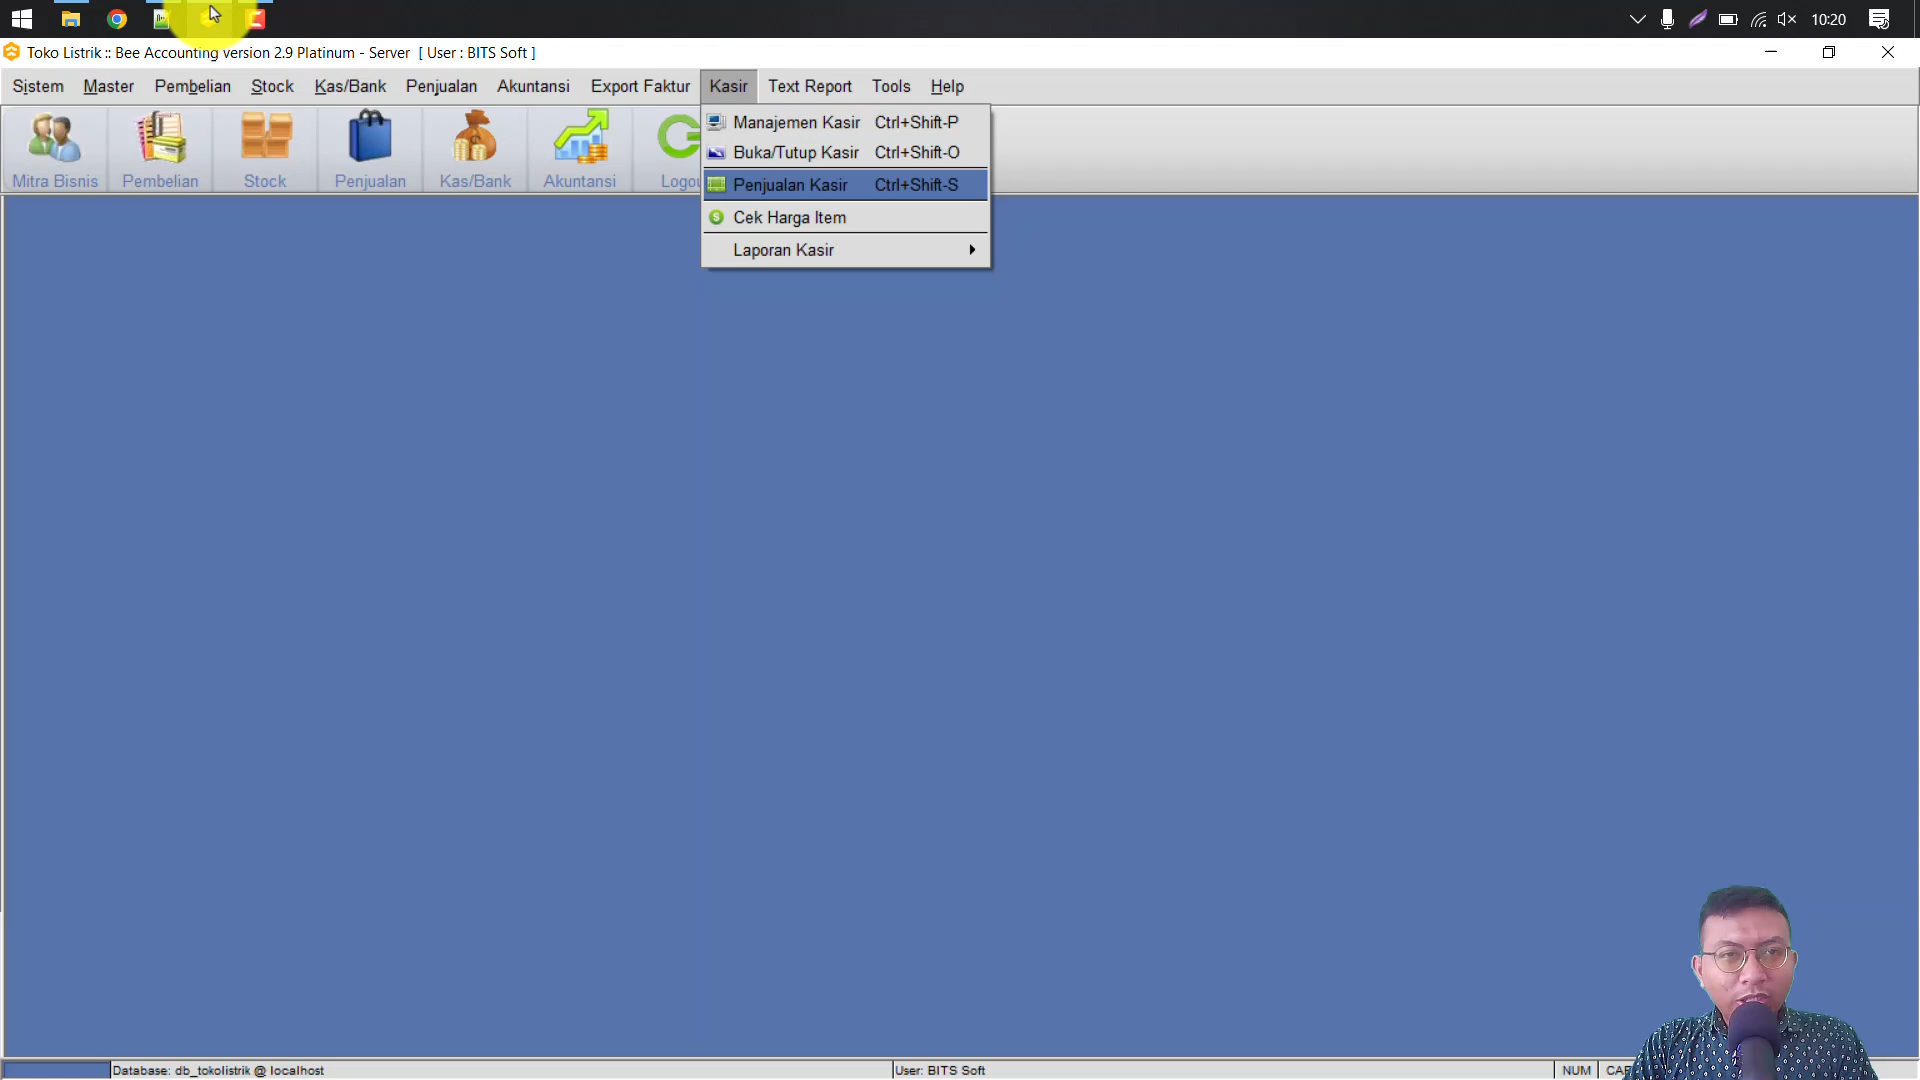 10:20
Toko Listrik :: Bee Accounting version 2.9 Platinum - Server [ User : BITS Soft ]
Sistem Master Pembelian Stock Kas/Bank Penjualan Akuntansi Export Faktur Kasir Text Report Tools Help
Manajemen Kasir Ctrl+Shift-P
Buka/Tutup Kasir Ctrl+Shift-O
Penjualan Kasir Ctrl+Shift-S
Cek Harga Item
Laporan Kasir
Mitra Bisnis Pembelian Stock Penjualan Kas/Bank Akuntansi
Database: db_tokolistrik @ localhost User: BITS Soft NUM